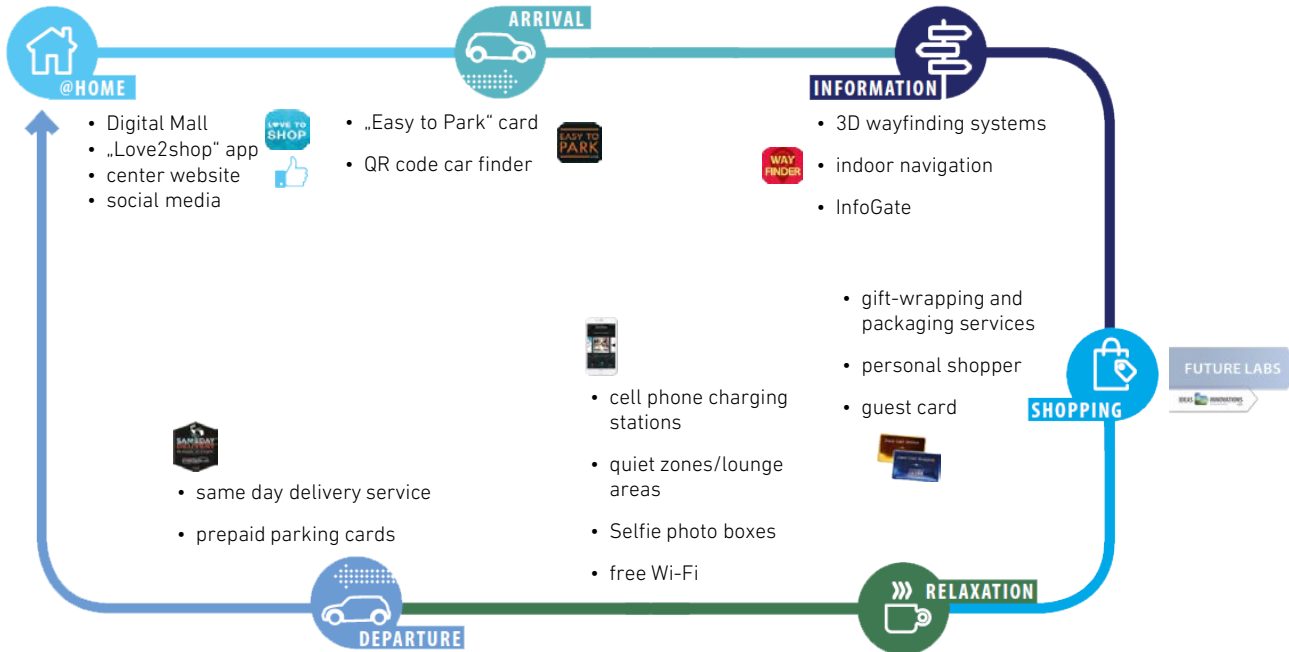 ARRIVAL
@HOME
INFORMATION
• Digital Mall
• „Love2shop“ app
• center website
• social media
LOVE TO
SHOP
• „Easy to Park“ card
• QR code car finder
EASY TO
PARK
• 3D wayfinding systems
• indoor navigation
• InfoGate
WAY
FINDER
• gift-wrapping and
packaging services
• personal shopper
• guest card
SHOPPING
FUTURE LABS
IDEAS INNOVATIONS
• cell phone charging
stations
• quiet zones/lounge
areas
• Selfie photo boxes
• free Wi-Fi
SAMEDAY
DELIVERY
• same day delivery service
• prepaid parking cards
RELAXATION
DEPARTURE